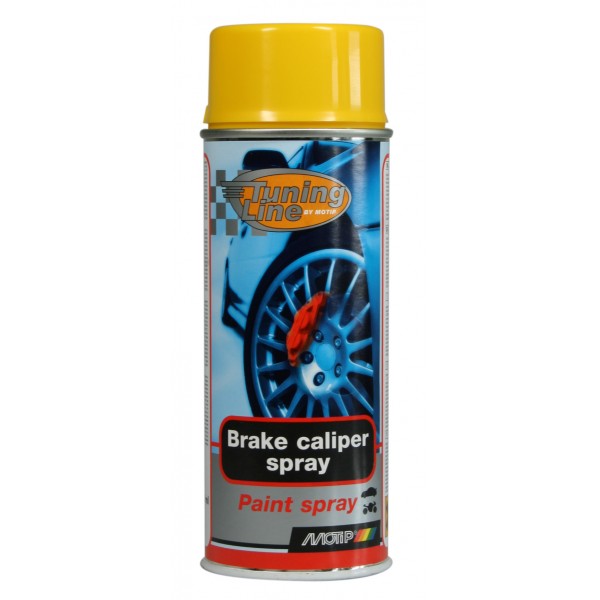 Tuning
Line BY MOTIP
Brake caliper
spray
Paint spray
MOTIP